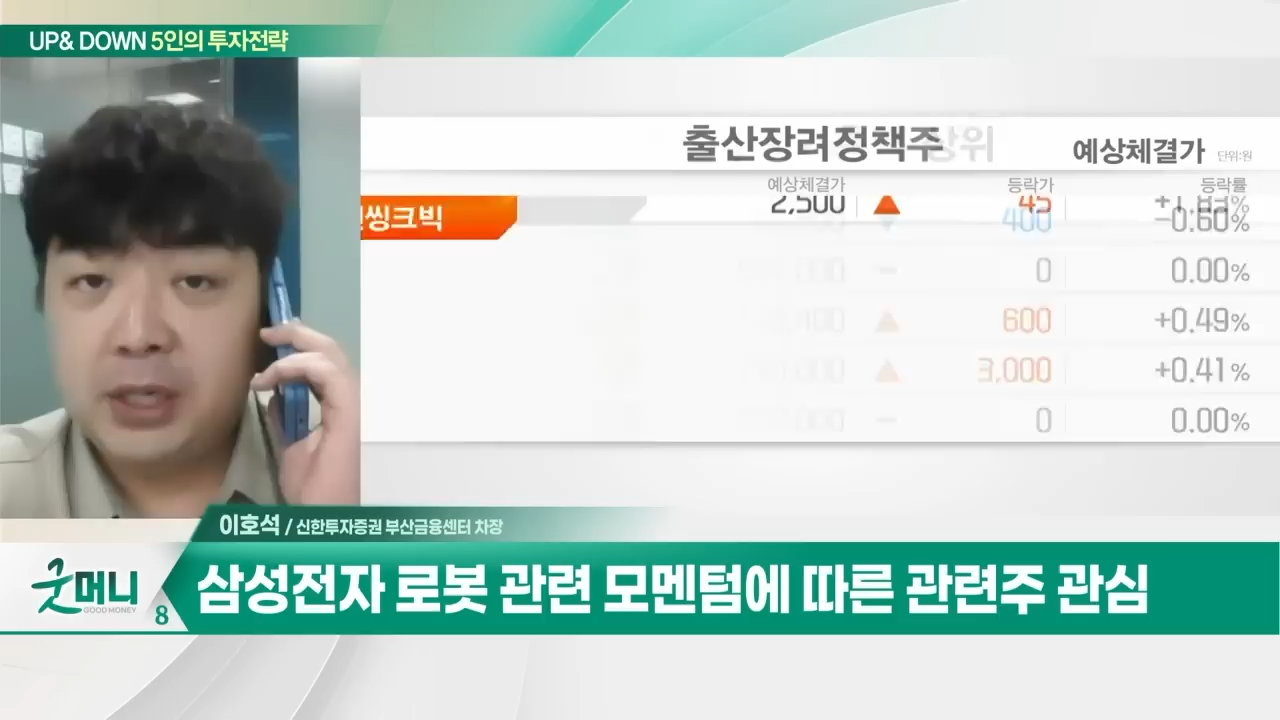 UP& DOWN 5인의 투자전략
출산장려정책주
예상체결가 단위:원
예상체결가 등락가 등락률
씽크빅 2,500 ▲ 45
400 -0.60%
- 0 0.00%
▲ 600 +0.49%
▲ 3,000 +0.41%
- 0 0.00%
이호석 / 신한투자증권 부산금융센터 차장
굿머니
GOOD MONEY
8
삼성전자 로봇 관련 모멘텀에 따른 관련주 관심